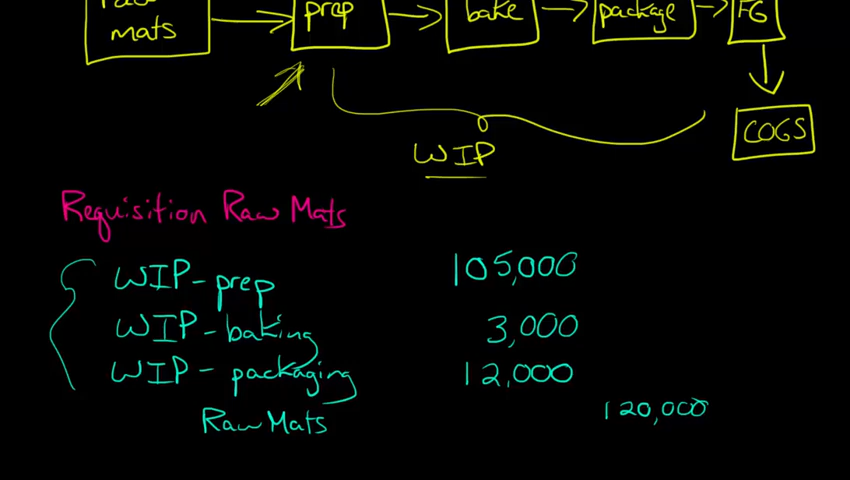 mats
prep
bake
package
FG
COGS
WIP
Requisition Raw Mats
WIP-prep 105,000
WIP-baking 3,000
WIP-packaging 12,000
Raw Mats 120,000